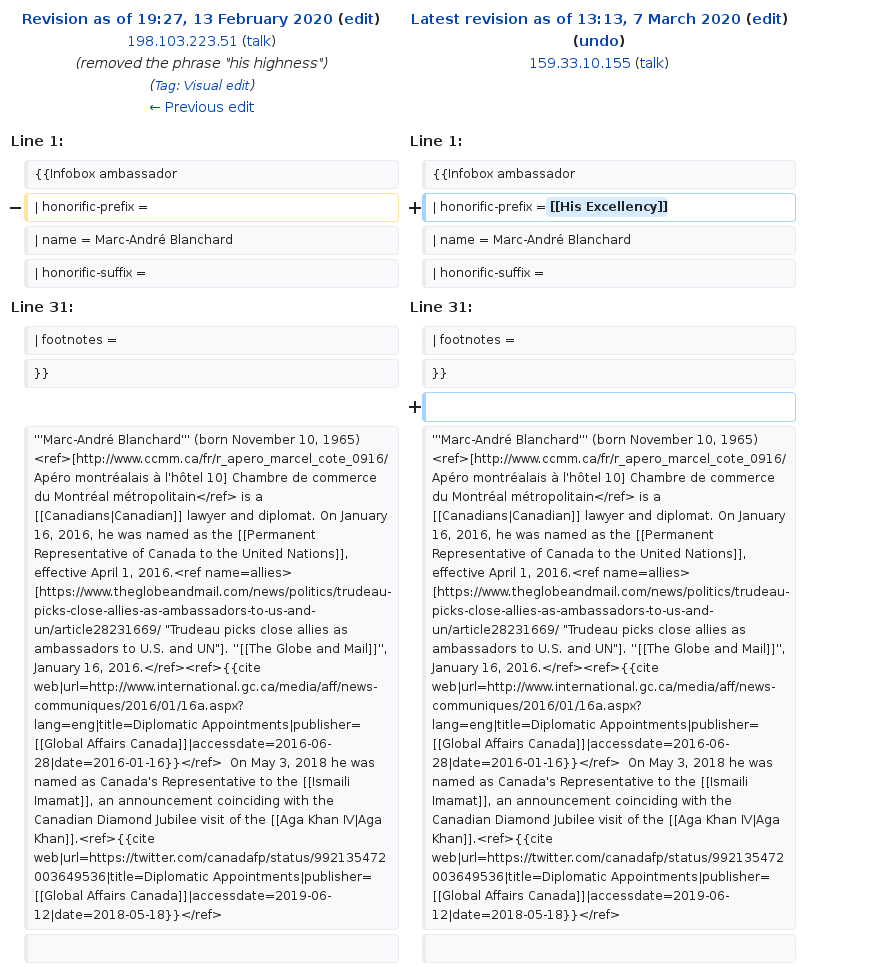 Revision as of 19:27, 13 February 2020 (edit)
198.103.223.51 (talk)
(removed the phrase "his highness")
(Tag: Visual edit)
← Previous edit
Latest revision as of 13:13, 7 March 2020 (edit)
(undo)
159.33.10.155 (talk)
Line 1:
Line 1:
{{Infobox ambassador
{{Infobox ambassador
− | honorific-prefix =
+ | honorific-prefix = [[His Excellency]]
| name = Marc-André Blanchard
| name = Marc-André Blanchard
| honorific-suffix =
| honorific-suffix =
Line 31:
Line 31:
| footnotes =
| footnotes =
}}
}}
+
'''Marc-André Blanchard''' (born November 10, 1965)
<ref>[http://www.ccmm.ca/fr/r_apero_marcel_cote_0916/
Apéro montréalais à l'hôtel 10] Chambre de commerce
du Montréal métropolitain</ref> is a
[[Canadians|Canadian]] lawyer and diplomat. On January
16, 2016, he was named as the [[Permanent
Representative of Canada to the United Nations]],
effective April 1, 2016.<ref name=allies>
[https://www.theglobeandmail.com/news/politics/trudeau-
picks-close-allies-as-ambassadors-to-us-and-
un/article28231669/ "Trudeau picks close allies as
ambassadors to U.S. and UN"]. ''[[The Globe and Mail]]'',
January 16, 2016.</ref><ref>{{cite
web|url=http://www.international.gc.ca/media/aff/news-
communiques/2016/01/16a.aspx?
lang=eng|title=Diplomatic Appointments|publisher=
[[Global Affairs Canada]]|accessdate=2016-06-
28|date=2016-01-16}}</ref>  On May 3, 2018 he was
named as Canada's Representative to the [[Ismaili
Imamat]], an announcement coinciding with the
Canadian Diamond Jubilee visit of the [[Aga Khan IV|Aga
Khan]].<ref>{{cite
web|url=https://twitter.com/canadafp/status/992135472
003649536|title=Diplomatic Appointments|publisher=
[[Global Affairs Canada]]|accessdate=2019-06-
12|date=2018-05-18}}</ref>
'''Marc-André Blanchard''' (born November 10, 1965)
<ref>[http://www.ccmm.ca/fr/r_apero_marcel_cote_0916/
Apéro montréalais à l'hôtel 10] Chambre de commerce
du Montréal métropolitain</ref> is a
[[Canadians|Canadian]] lawyer and diplomat. On January
16, 2016, he was named as the [[Permanent
Representative of Canada to the United Nations]],
effective April 1, 2016.<ref name=allies>
[https://www.theglobeandmail.com/news/politics/trudeau-
picks-close-allies-as-ambassadors-to-us-and-
un/article28231669/ "Trudeau picks close allies as
ambassadors to U.S. and UN"]. ''[[The Globe and Mail]]'',
January 16, 2016.</ref><ref>{{cite
web|url=http://www.international.gc.ca/media/aff/news-
communiques/2016/01/16a.aspx?
lang=eng|title=Diplomatic Appointments|publisher=
[[Global Affairs Canada]]|accessdate=2016-06-
28|date=2016-01-16}}</ref>  On May 3, 2018 he was
named as Canada's Representative to the [[Ismaili
Imamat]], an announcement coinciding with the
Canadian Diamond Jubilee visit of the [[Aga Khan IV|Aga
Khan]].<ref>{{cite
web|url=https://twitter.com/canadafp/status/992135472
003649536|title=Diplomatic Appointments|publisher=
[[Global Affairs Canada]]|accessdate=2019-06-
12|date=2018-05-18}}</ref>